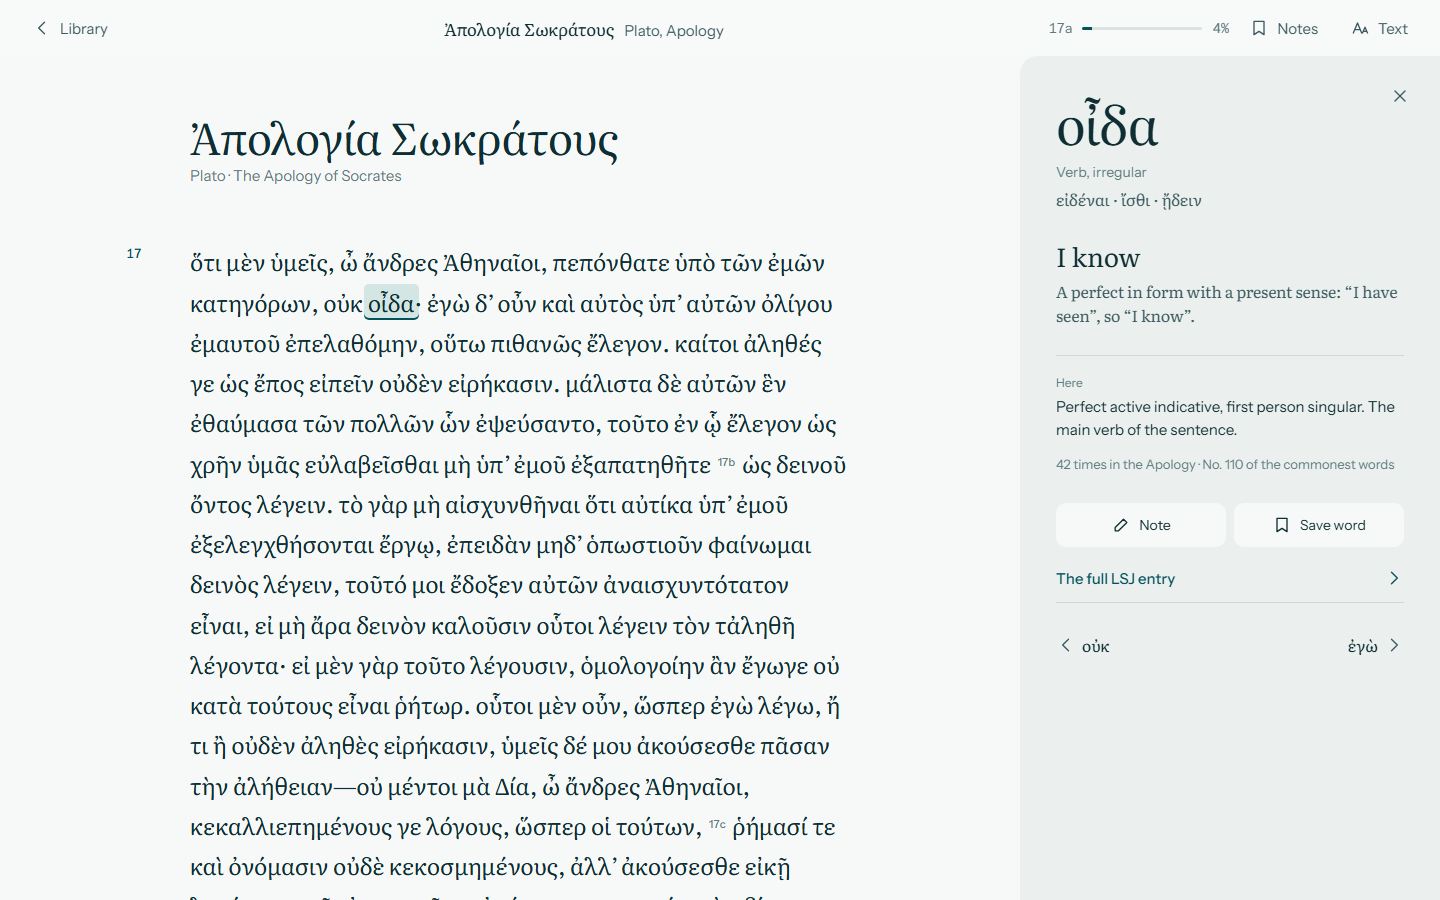 Library
Ἀπολογία Σωκράτους Plato, Apology
17a 4% Notes Text
Ἀπολογία Σωκράτους
Plato · The Apology of Socrates
17
ὅτι μὲν ὑμεῖς, ὦ ἄνδρες Ἀθηναῖοι, πεπόνθατε ὑπὸ τῶν ἐμῶν
κατηγόρων, οὐκ οἶδα· ἐγὼ δ’ οὖν καὶ αὐτὸς ὑπ’ αὐτῶν ὀλίγου
ἐμαυτοῦ ἐπελαθόμην, οὕτω πιθανῶς ἔλεγον. καίτοι ἀληθές
γε ὡς ἔπος εἰπεῖν οὐδὲν εἰρήκασιν. μάλιστα δὲ αὐτῶν ἓν
ἐθαύμασα τῶν πολλῶν ὧν ἐψεύσαντο, τοῦτο ἐν ᾧ ἔλεγον ὡς
χρῆν ὑμᾶς εὐλαβεῖσθαι μὴ ὑπ’ ἐμοῦ ἐξαπατηθῆτε 17b ὡς δεινοῦ
ὄντος λέγειν. τὸ γὰρ μὴ αἰσχυνθῆναι ὅτι αὐτίκα ὑπ’ ἐμοῦ
ἐξελεγχθήσονται ἔργῳ, ἐπειδὰν μηδ’ ὁπωστιοῦν φαίνωμαι
δεινὸς λέγειν, τοῦτό μοι ἔδοξεν αὐτῶν ἀναισχυντότατον
εἶναι, εἰ μὴ ἄρα δεινὸν καλοῦσιν οὗτοι λέγειν τὸν τἀληθῆ
λέγοντα· εἰ μὲν γὰρ τοῦτο λέγουσιν, ὁμολογοίην ἂν ἔγωγε οὐ
κατὰ τούτους εἶναι ῥήτωρ. οὗτοι μὲν οὖν, ὥσπερ ἐγὼ λέγω, ἤ
τι ἢ οὐδὲν ἀληθὲς εἰρήκασιν, ὑμεῖς δέ μου ἀκούσεσθε πᾶσαν
τὴν ἀλήθειαν—οὐ μέντοι μὰ Δία, ὦ ἄνδρες Ἀθηναῖοι,
κεκαλλιεπημένους γε λόγους, ὥσπερ οἱ τούτων, 17c ῥήμασί τε
καὶ ὀνόμασιν οὐδὲ κεκοσμημένους, ἀλλ’ ἀκούσεσθε εἰκῇ
οἶδα
Verb, irregular
εἰδέναι · ἴσθι · ᾔδειν
I know
A perfect in form with a present sense: “I have
seen”, so “I know”.
Here
Perfect active indicative, first person singular. The
main verb of the sentence.
42 times in the Apology · No. 110 of the commonest words
Note
Save word
The full LSJ entry
οὐκ
ἐγὼ